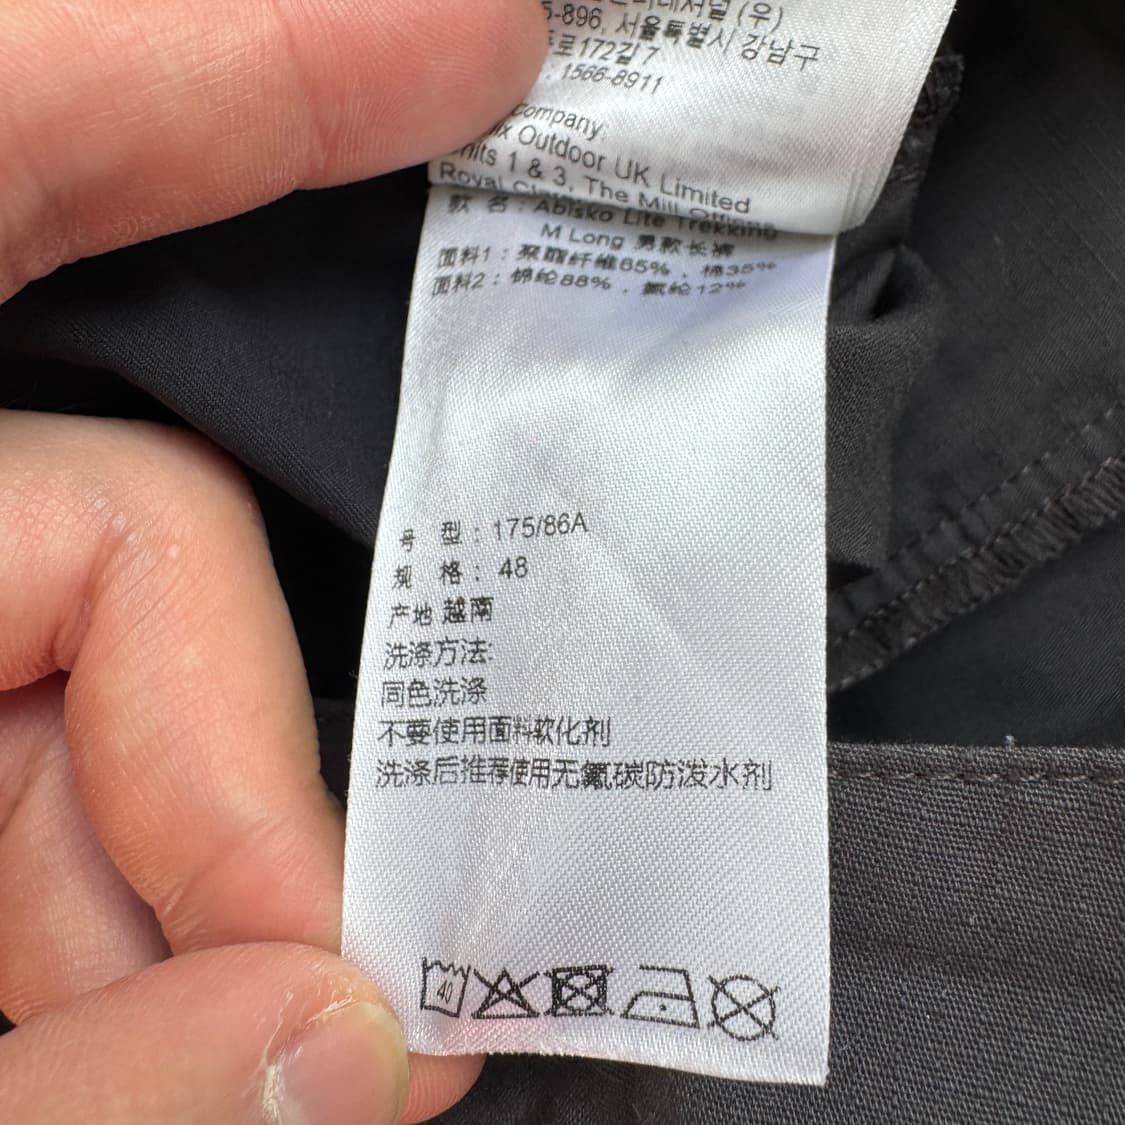 (우)
5-896, 서울특별시 강남구
로172길 7
. 1566-8911
Company:
Outdoor UK Limited
Units 1 & 3, The Mill Offices
Royal
款 名: Abisko Lite Trekking
M Long 男款长裤
面料1: 聚酯纤维65%, 棉35%
面料2: 锦纶88%, 氨纶12%
号 型: 175/86A
规 格: 48
产地 越南
洗涤方法:
同色洗涤
不要使用面料软化剂
洗涤后推荐使用无氟碳防泼水剂
40